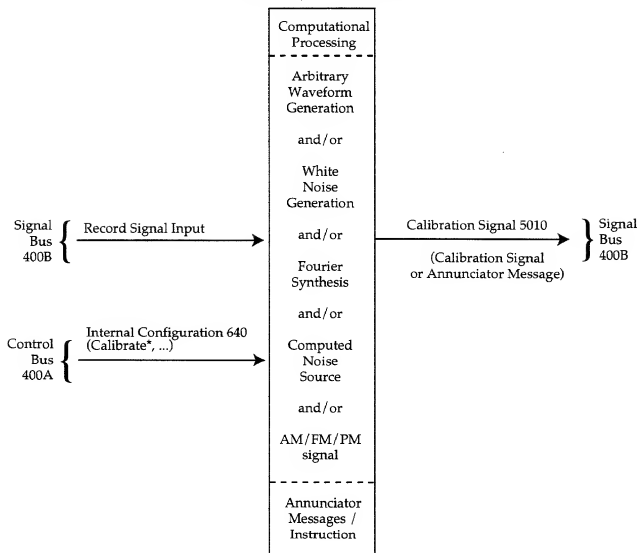 Computational
Processing
Arbitrary
Waveform
Generation
and/or
White
Noise
Generation
and/or
Fourier
Synthesis
and/or
Computed
Noise
Source
and/or
AM/FM/PM
signal
Annunciator
Messages /
Instruction
Signal
Bus
400B
Record Signal Input
Control
Bus
400A
Internal Configuration 640
(Calibrate*, ...)
Calibration Signal 5010
(Calibration Signal
or Annunciator Message)
Signal
Bus
400B